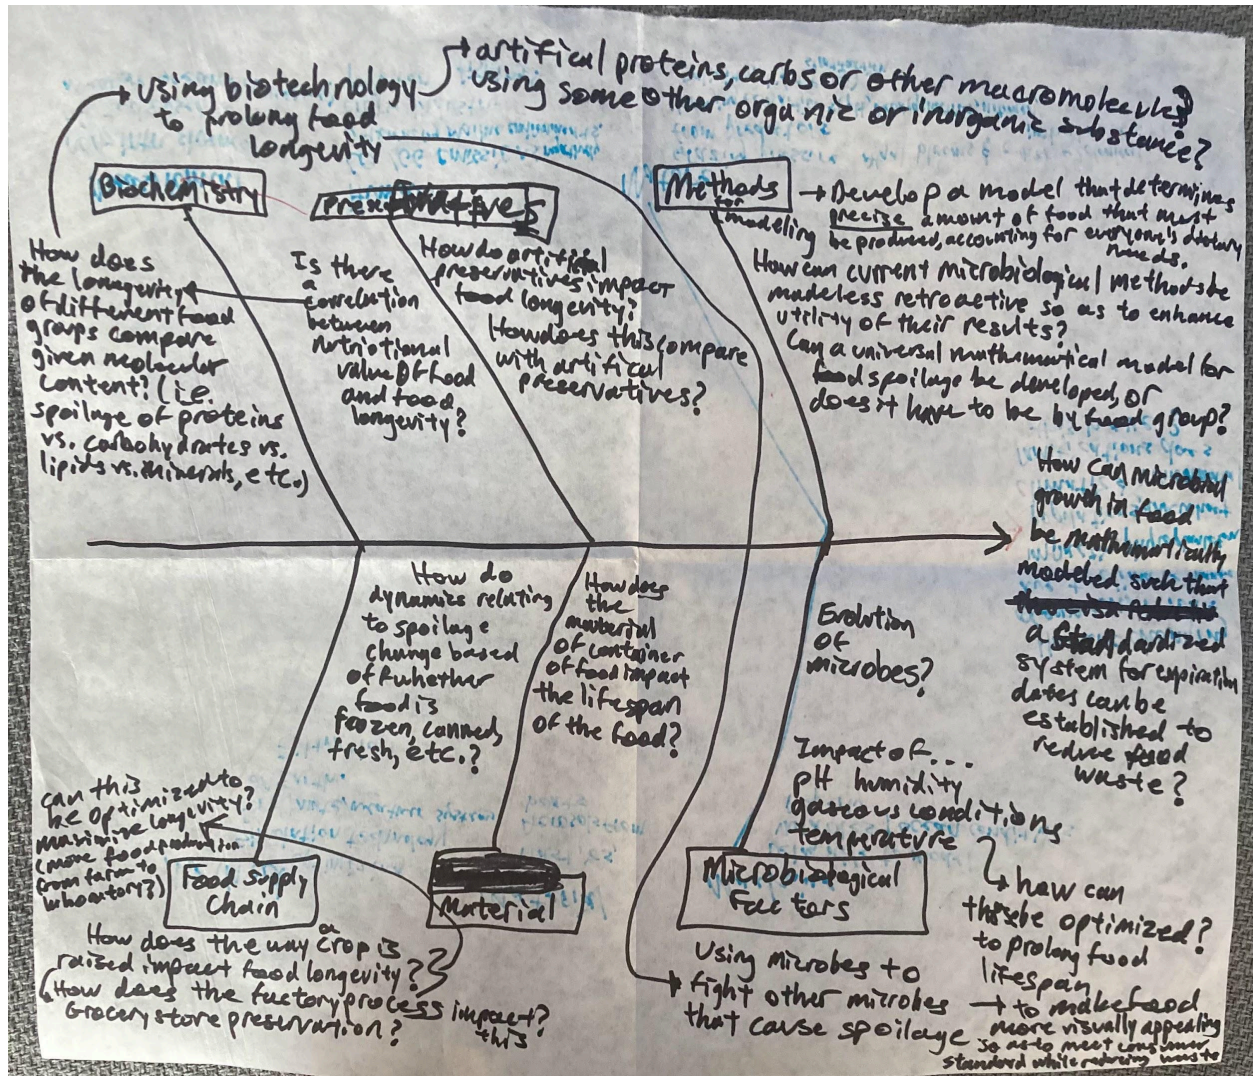 artifical proteins, carbs or other macromolecules
using some other organic or inorganic substance?
using biotechnology
to prolong food
longevity
Biochemistry
How does
the longevity
of different food
groups compare
given molecular
content? (i.e.
spoilage of proteins
vs. carbohydrates vs.
lipids vs. minerals, etc.)
Is there
a
correlation
between
nutriotional
value of food
and food
longevity?
Preservatives
How do artificial
preservatives impact
food longevity?
How does this compare
with artifical
preservatives?
Methods
for
modeling
Develop a model that determines
precise amount of food that must
be produced, accounting for everyone's dietary
needs.
How can current microbiological methods be
made less retroactive so as to enhance
utility of their results?
Can a universal mathematical model for
food spoilage be developed, or
does it have to be by food group?
How can microbial
growth in food
be mathematically
modeled such that
a standardized
system for expiration
dates can be
established to
reduce food
waste?
How do
dynamics relating
to spoilage
change based
off whether
food is
frozen, canned,
fresh, etc.?
How does
the
material
of container
of food impact
the lifespan
of the food?
Evolution
of
microbes?
Impact of...
pH humidity
gaseous conditions
temperature
can this
be optimized to
maximize longevity?
(move food production
from farm to
laboratory?)
Food supply
Chain
Material
Microbiological
Factors
How does the way a crop is
raised impact food longevity?
How does the factory process impact?
this
Grocery store preservation?
Using microbes to
fight other microbes
that cause spoilage
how can
this be optimized?
to prolong food
lifespan
to make food
more visually appealing
so as to meet consumer
standard while reducing waste